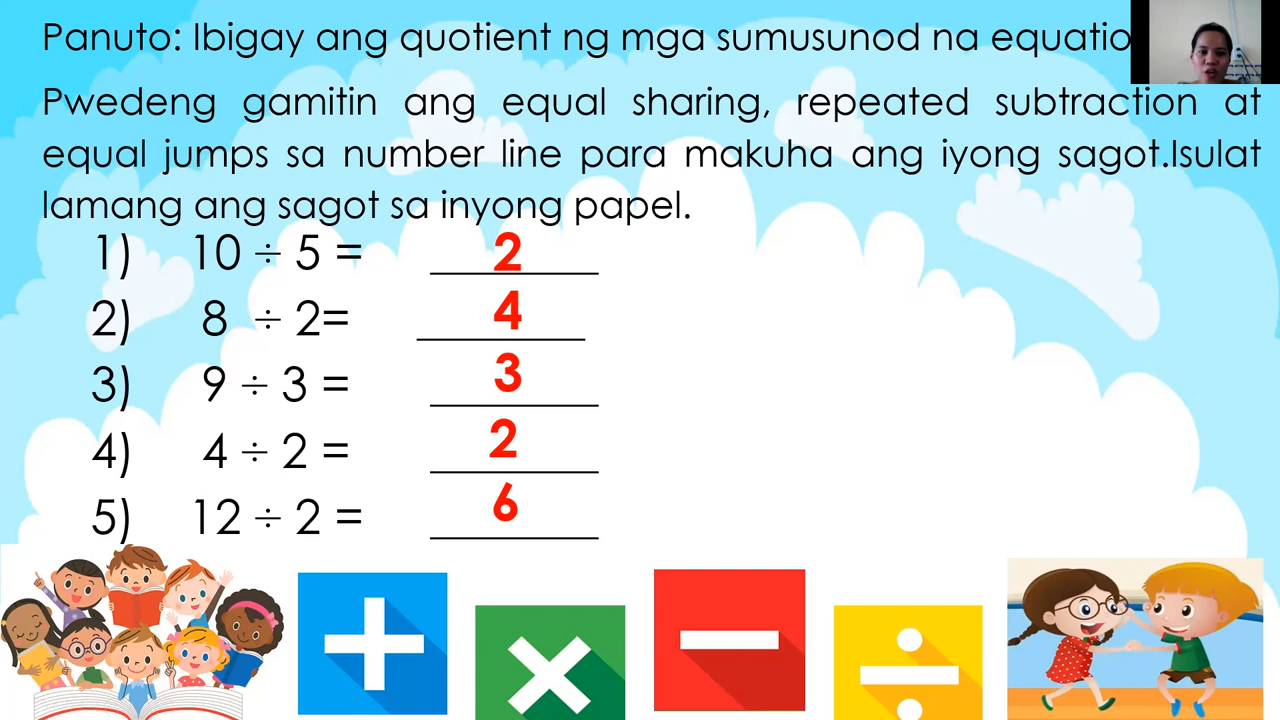 Panuto: Ibigay ang quotient ng mga sumusunod na
Pwedeng gamitin ang equal sharing, repeated subtraction at
equal jumps sa number line para makuha ang iyong sagot.Isulat
lamang ang sagot sa inyong papel.
1) 10 ÷ 5 = 2
2) 8 ÷ 2= 4
3) 9 ÷ 3 = 3
4) 4 ÷ 2 = 2
5) 12 ÷ 2 = 6